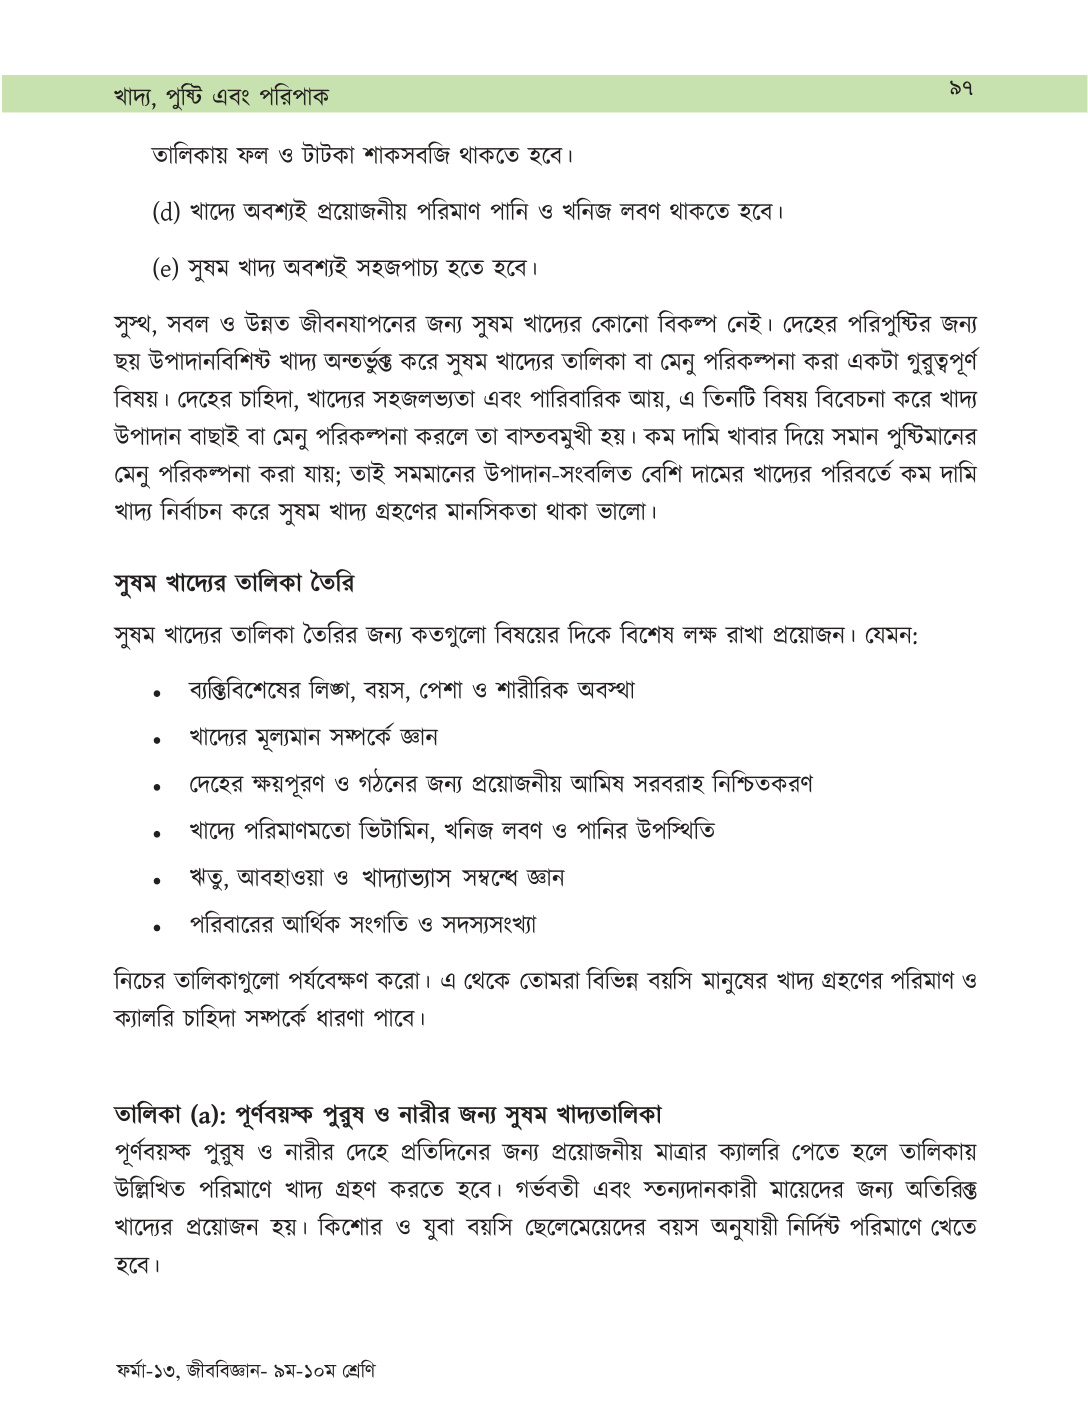 খাদ্য, পুষ্টি এবং পরিপাক
৯৭
তালিকায় ফল ও টাটকা শাকসবজি থাকতে হবে।
(d) খাদ্যে অবশ্যই প্রয়োজনীয় পরিমাণ পানি ও খনিজ লবণ থাকতে হবে।
(e) সুষম খাদ্য অবশ্যই সহজপাচ্য হতে হবে।
সুস্থ, সবল ও উন্নত জীবনযাপনের জন্য সুষম খাদ্যের কোনো বিকল্প নেই। দেহের পরিপুষ্টির জন্য
ছয় উপাদানবিশিষ্ট খাদ্য অন্তর্ভুক্ত করে সুষম খাদ্যের তালিকা বা মেনু পরিকল্পনা করা একটা গুরুত্বপূর্ণ
বিষয়। দেহের চাহিদা, খাদ্যের সহজলভ্যতা এবং পারিবারিক আয়, এ তিনটি বিষয় বিবেচনা করে খাদ্য
উপাদান বাছাই বা মেনু পরিকল্পনা করলে তা বাস্তবমুখী হয়। কম দামি খাবার দিয়ে সমান পুষ্টিমানের
মেনু পরিকল্পনা করা যায়; তাই সমমানের উপাদান-সংবলিত বেশি দামের খাদ্যের পরিবর্তে কম দামি
খাদ্য নির্বাচন করে সুষম খাদ্য গ্রহণের মানসিকতা থাকা ভালো।
সুষম খাদ্যের তালিকা তৈরি
সুষম খাদ্যের তালিকা তৈরির জন্য কতগুলো বিষয়ের দিকে বিশেষ লক্ষ রাখা প্রয়োজন। যেমন:
• ব্যক্তিবিশেষের লিঙ্গ, বয়স, পেশা ও শারীরিক অবস্থা
• খাদ্যের মূল্যমান সম্পর্কে জ্ঞান
• দেহের ক্ষয়পূরণ ও গঠনের জন্য প্রয়োজনীয় আমিষ সরবরাহ নিশ্চিতকরণ
• খাদ্যে পরিমাণমতো ভিটামিন, খনিজ লবণ ও পানির উপস্থিতি
• ঋতু, আবহাওয়া ও খাদ্যাভ্যাস সম্বন্ধে জ্ঞান
• পরিবারের আর্থিক সংগতি ও সদস্যসংখ্যা
নিচের তালিকাগুলো পর্যবেক্ষণ করো। এ থেকে তোমরা বিভিন্ন বয়সি মানুষের খাদ্য গ্রহণের পরিমাণ ও
ক্যালরি চাহিদা সম্পর্কে ধারণা পাবে।
তালিকা (a): পূর্ণবয়স্ক পুরুষ ও নারীর জন্য সুষম খাদ্যতালিকা
পূর্ণবয়স্ক পুরুষ ও নারীর দেহে প্রতিদিনের জন্য প্রয়োজনীয় মাত্রার ক্যালরি পেতে হলে তালিকায়
উল্লিখিত পরিমাণে খাদ্য গ্রহণ করতে হবে। গর্ভবতী এবং স্তন্যদানকারী মায়েদের জন্য অতিরিক্ত
খাদ্যের প্রয়োজন হয়। কিশোর ও যুবা বয়সি ছেলেমেয়েদের বয়স অনুযায়ী নির্দিষ্ট পরিমাণে খেতে
হবে।
ফর্মা-১৩, জীববিজ্ঞান- ৯ম-১০ম শ্রেণি